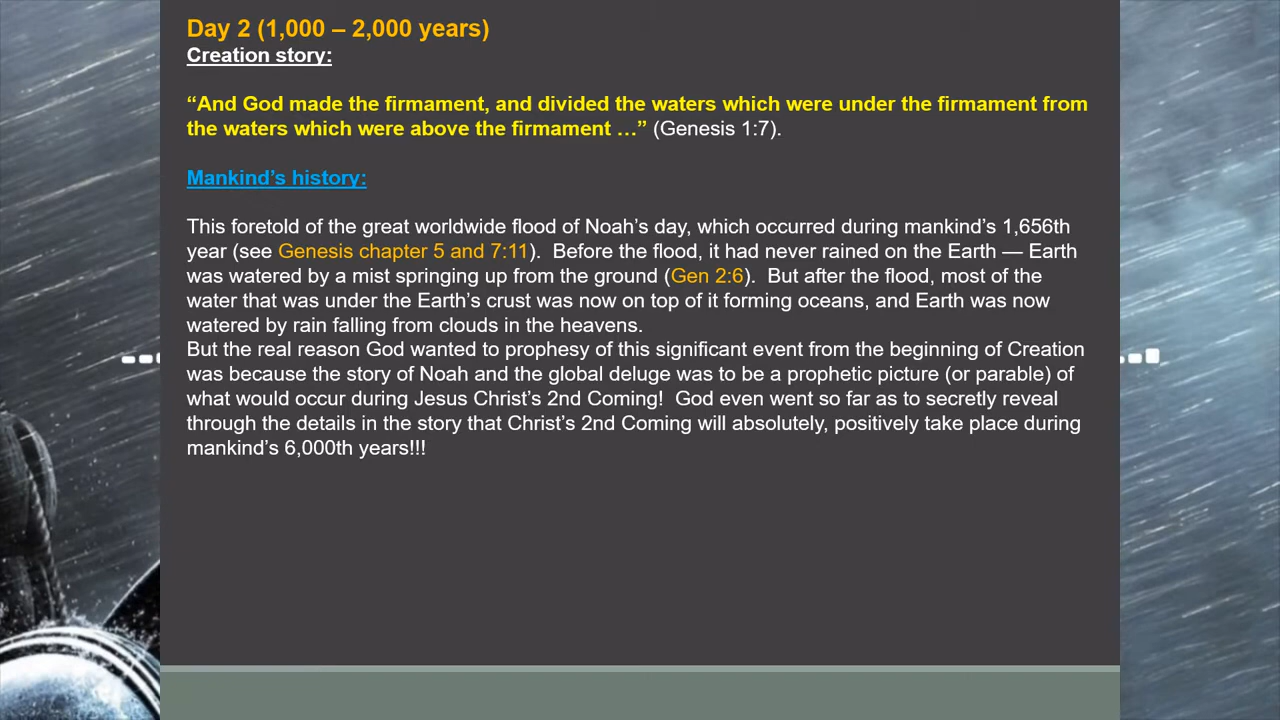 Day 2 (1,000 – 2,000 years)
Creation story:
“And God made the firmament, and divided the waters which were under the firmament from
the waters which were above the firmament …” (Genesis 1:7).
Mankind’s history:
This foretold of the great worldwide flood of Noah’s day, which occurred during mankind’s 1,656th
year (see Genesis chapter 5 and 7:11).  Before the flood, it had never rained on the Earth — Earth
was watered by a mist springing up from the ground (Gen 2:6).  But after the flood, most of the
water that was under the Earth’s crust was now on top of it forming oceans, and Earth was now
watered by rain falling from clouds in the heavens.
But the real reason God wanted to prophesy of this significant event from the beginning of Creation
was because the story of Noah and the global deluge was to be a prophetic picture (or parable) of
what would occur during Jesus Christ’s 2nd Coming!  God even went so far as to secretly reveal
through the details in the story that Christ’s 2nd Coming will absolutely, positively take place during
mankind’s 6,000th years!!!